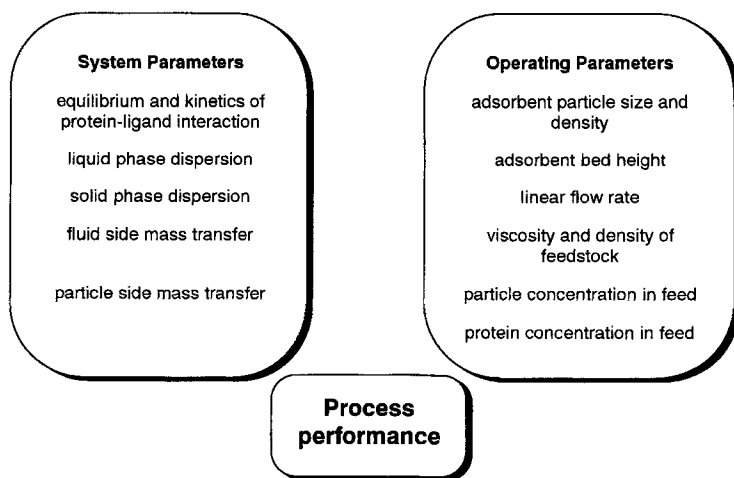 System Parameters
equilibrium and kinetics of
protein-ligand interaction
liquid phase dispersion
solid phase dispersion
fluid side mass transfer
particle side mass transfer
Operating Parameters
adsorbent particle size and
density
adsorbent bed height
linear flow rate
viscosity and density of
feedstock
particle concentration in feed
protein concentration in feed
Process
performance